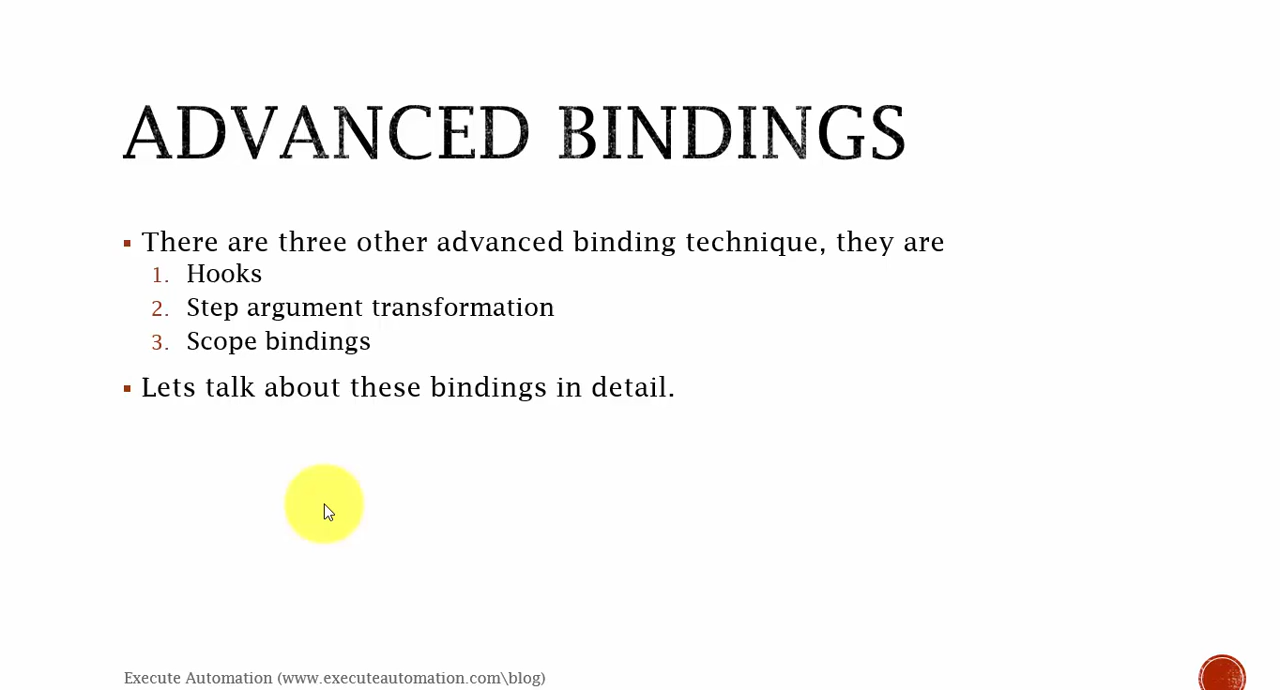 ADVANCED BINDINGS
▪ There are three other advanced binding technique, they are
1. Hooks
2. Step argument transformation
3. Scope bindings
▪ Lets talk about these bindings in detail.
Execute Automation (www.executeautomation.com\blog)